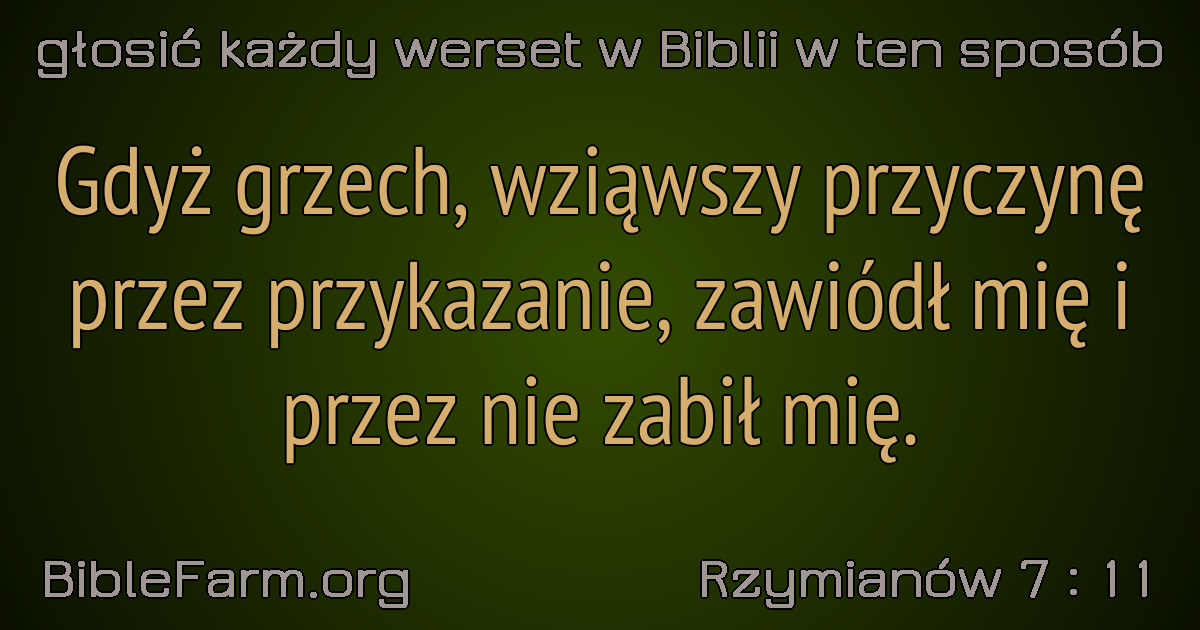 głosić każdy werset w Biblii w ten sposób
Gdyż grzech, wziąwszy przyczynę
przez przykazanie, zawiódł mię i
przez nie zabił mię.
BibleFarm.org
Rzymianów 7 : 11